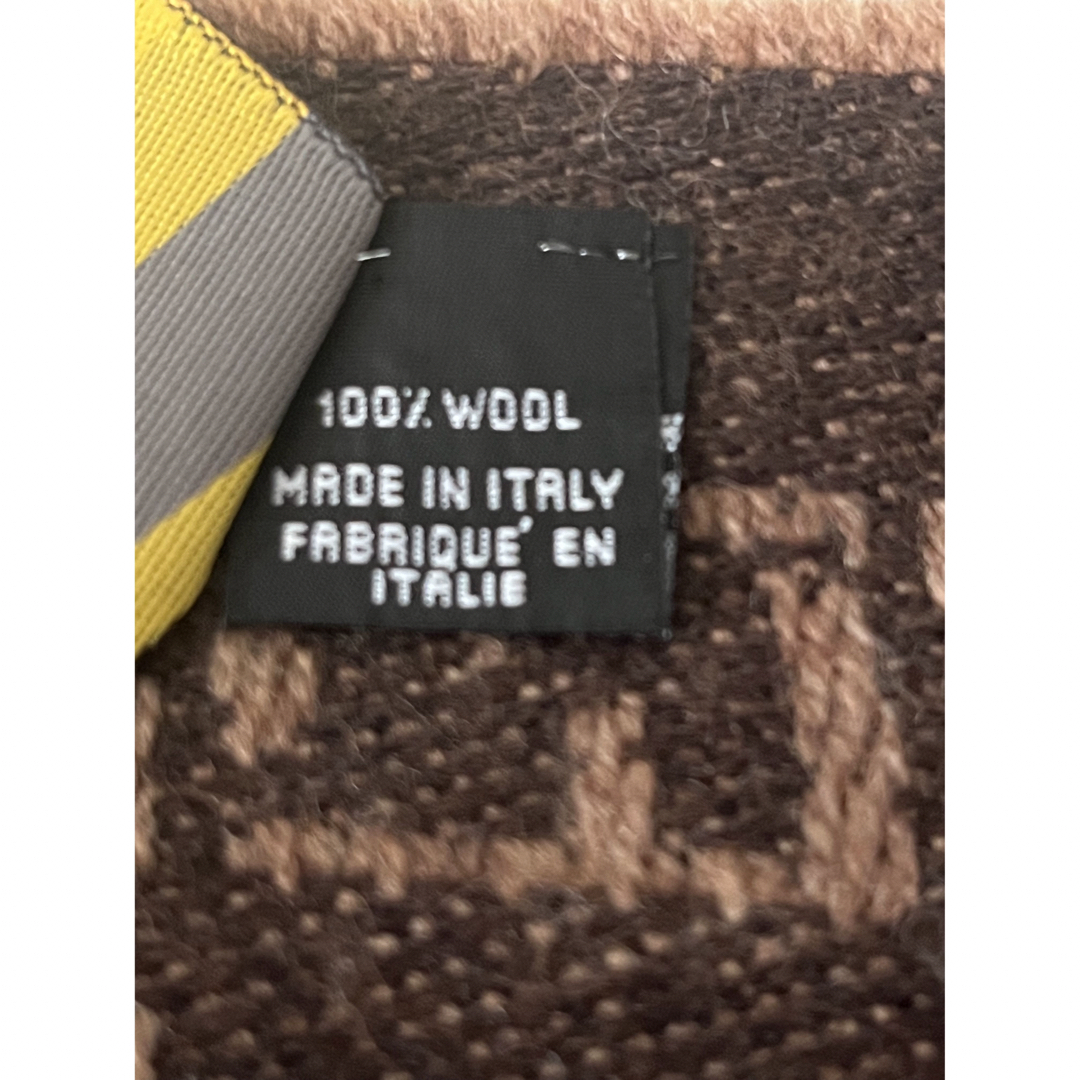 100% WOOL
MADE IN ITALY
FABRIQUE' EN
ITALIE